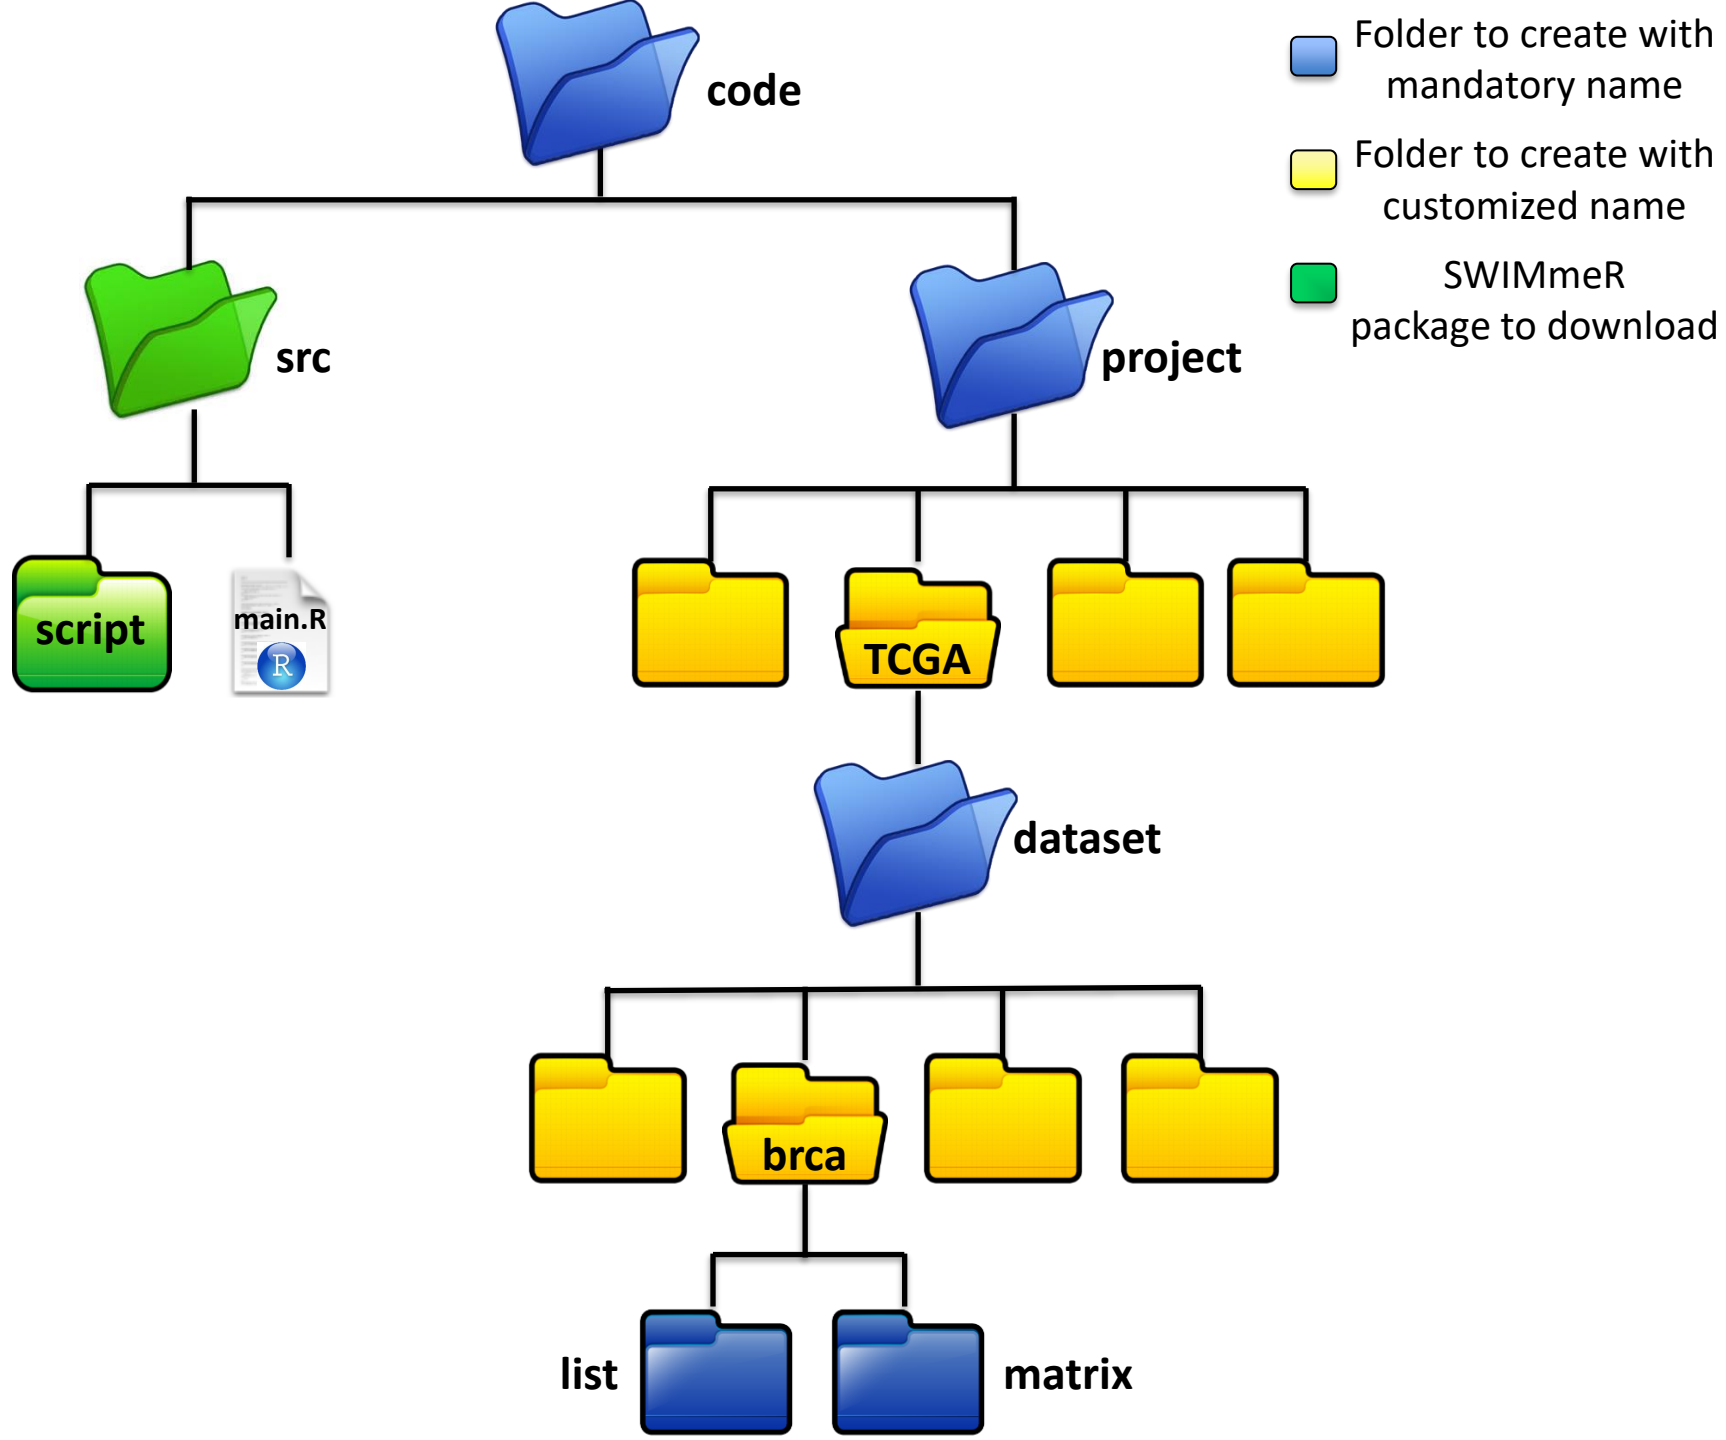 code
Folder to create with
mandatory name
Folder to create with
customized name
SWIMmeR
package to download
src
project
script
main.R
R
TCGA
dataset
brca
list
matrix